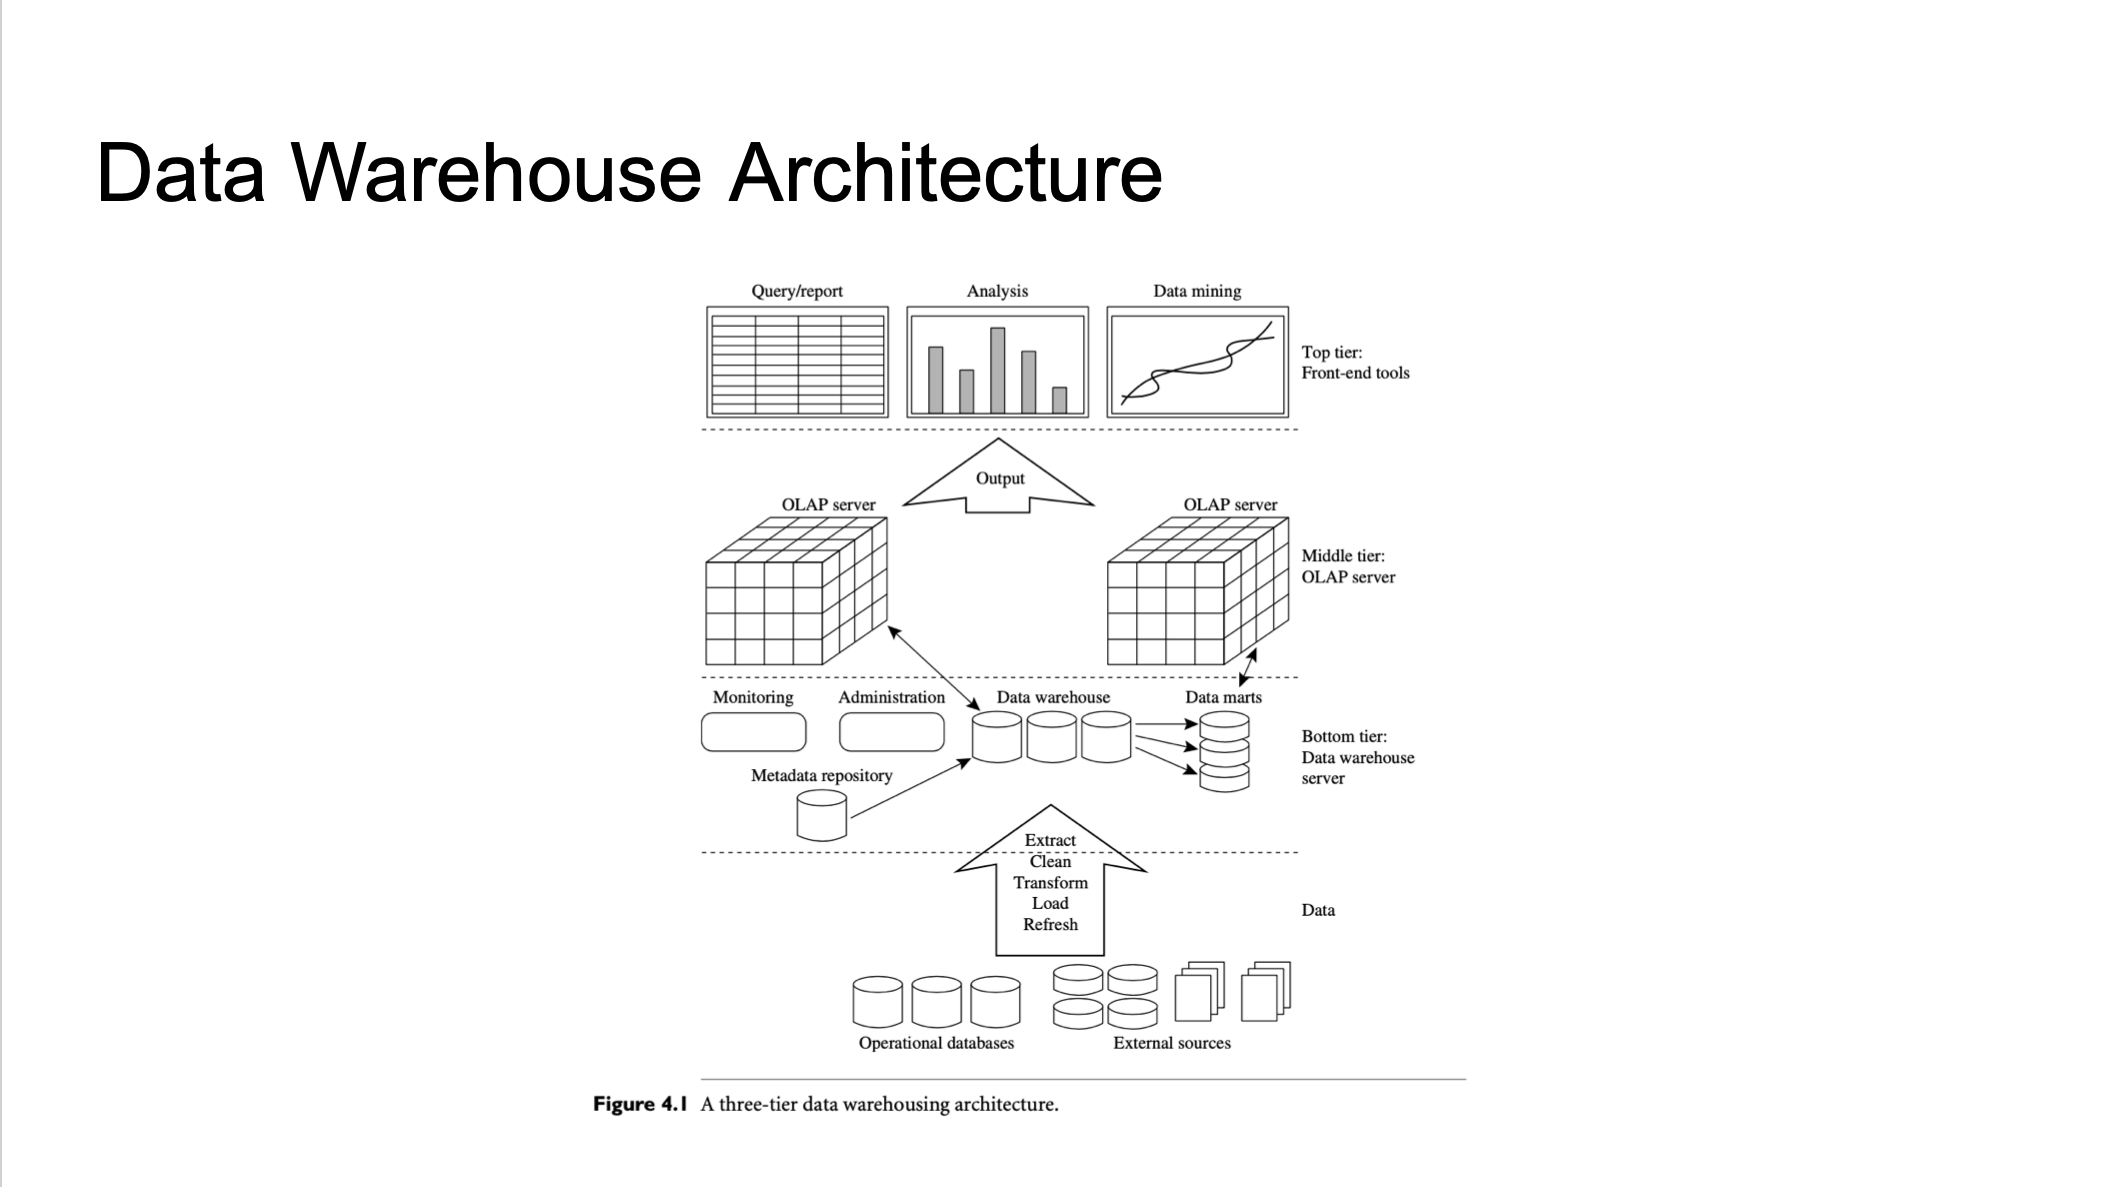 Data Warehouse Architecture
Query/report
Analysis
Data mining
Top tier:
Front-end tools
Output
OLAP server
OLAP server
Middle tier:
OLAP server
Monitoring
Administration
Data warehouse
Data marts
Bottom tier:
Data warehouse
server
Metadata repository
Extract
Clean
Transform
Load
Refresh
Data
Operational databases
External sources
Figure 4.1 A three-tier data warehousing architecture.